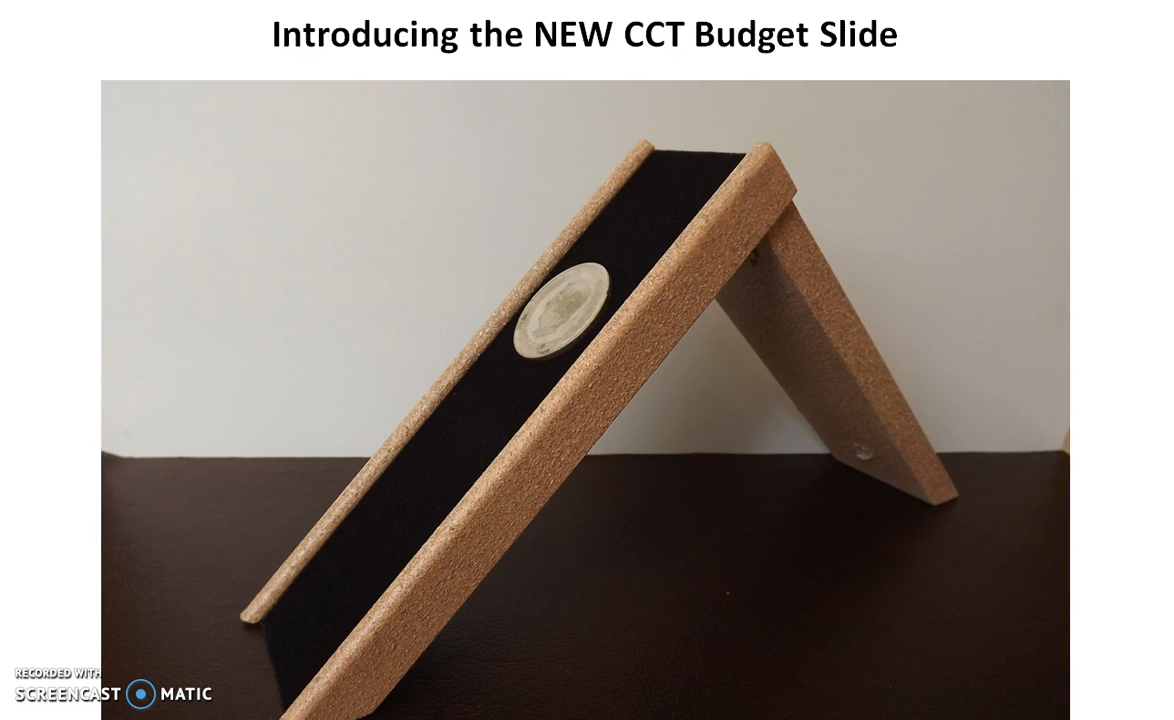 Introducing the NEW CCT Budget Slide
RECORDED WITH
SCREENCAST MATIC